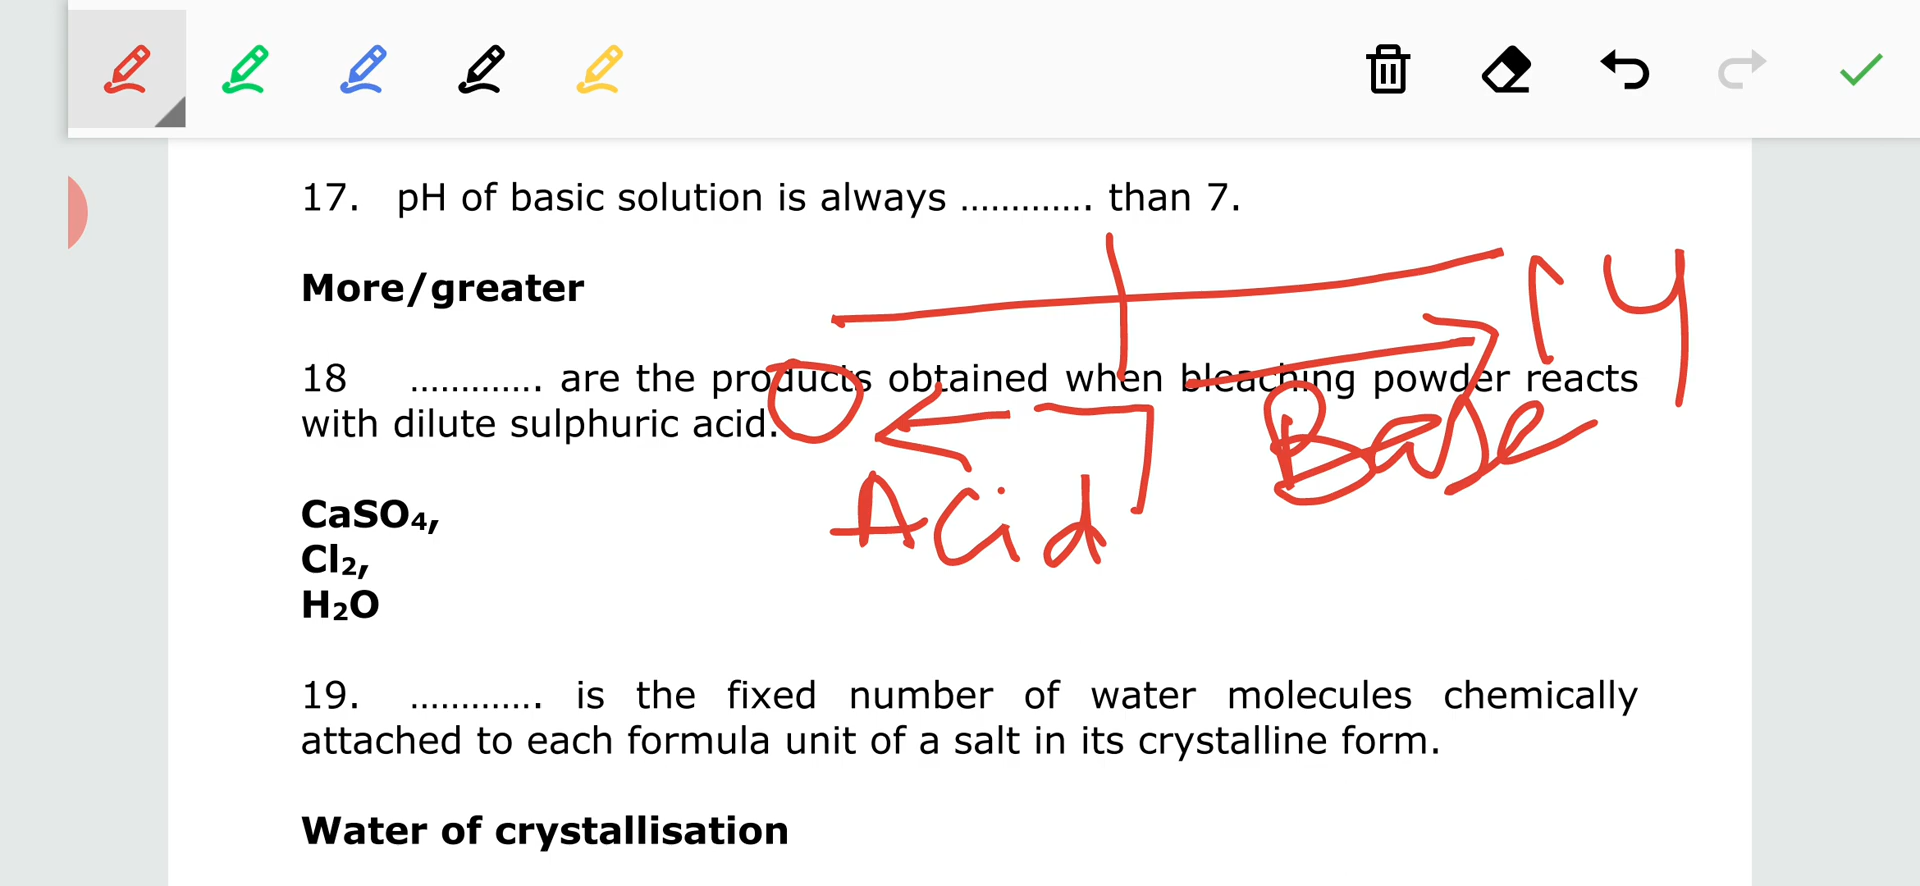 17. pH of basic solution is always ............. than 7.
More/greater
14
18 ............. are the products obtained when bleaching powder reacts
0
7
Base
with dilute sulphuric acid.
Acid
CaSO₄,
Cl₂,
H₂O
19. ............. is the fixed number of water molecules chemically
attached to each formula unit of a salt in its crystalline form.
Water of crystallisation